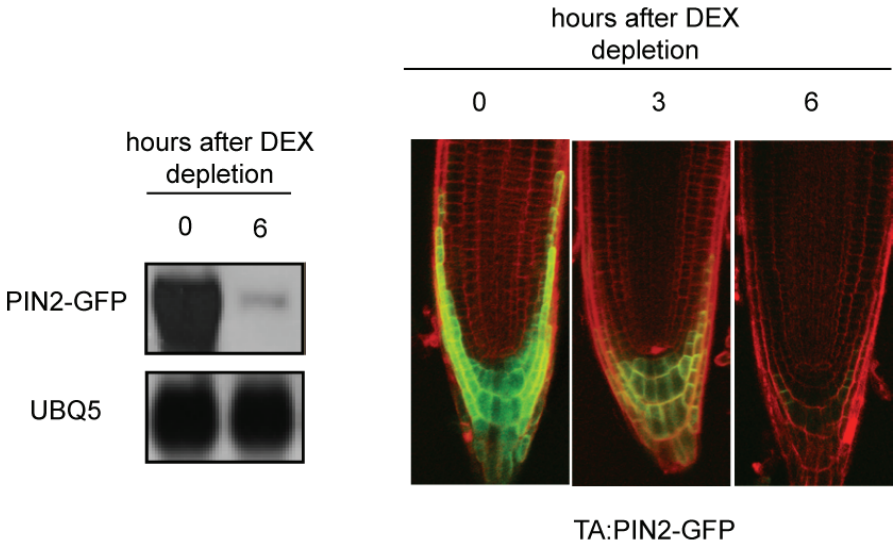 hours after DEX
depletion
0 6
PIN2-GFP
UBQ5
hours after DEX
depletion
0 3 6
TA:PIN2-GFP